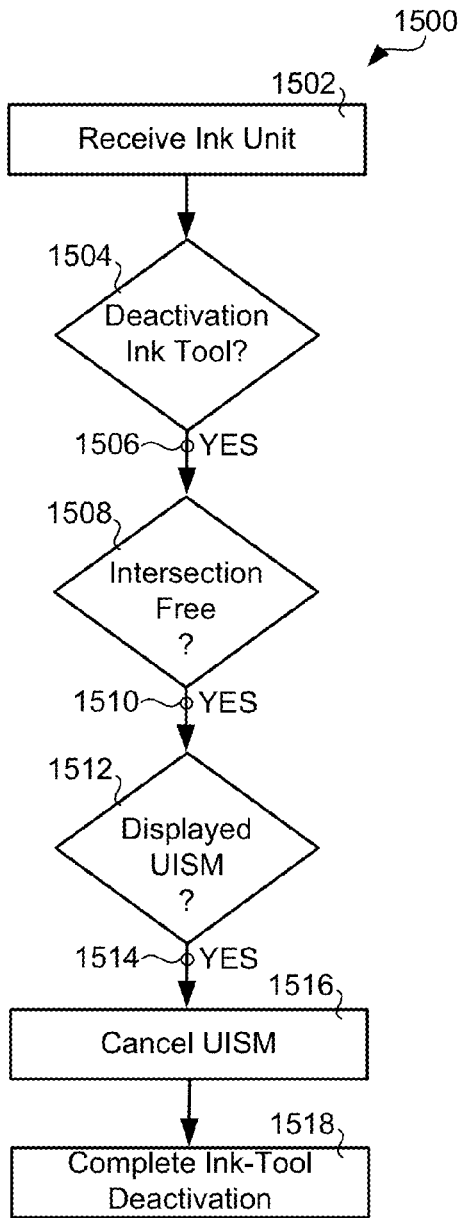 1500
1502
Receive Ink Unit
1504
Deactivation
Ink Tool?
1506 YES
1508
Intersection
Free
?
1510 YES
1512
Displayed
UISM
?
1514 YES
1516
Cancel UISM
1518
Complete Ink-Tool
Deactivation